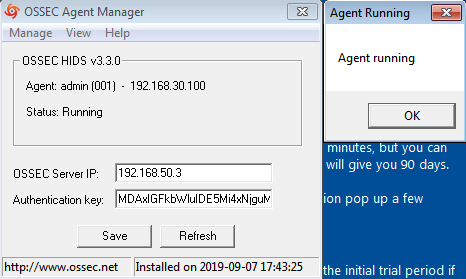 OSSEC Agent Manager
Manage View Help
OSSEC HIDS v3.3.0
Agent: admin (001) - 192.168.30.100
Status: Running
OSSEC Server IP: 192.168.50.3
Authentication key:
Save Refresh
http://www.ossec.net Installed on 2019-09-07 17:43:25
Agent Running
Agent running
OK
minutes, but you can
will give you 90 days.
ion pop up a few
the initial trial period if